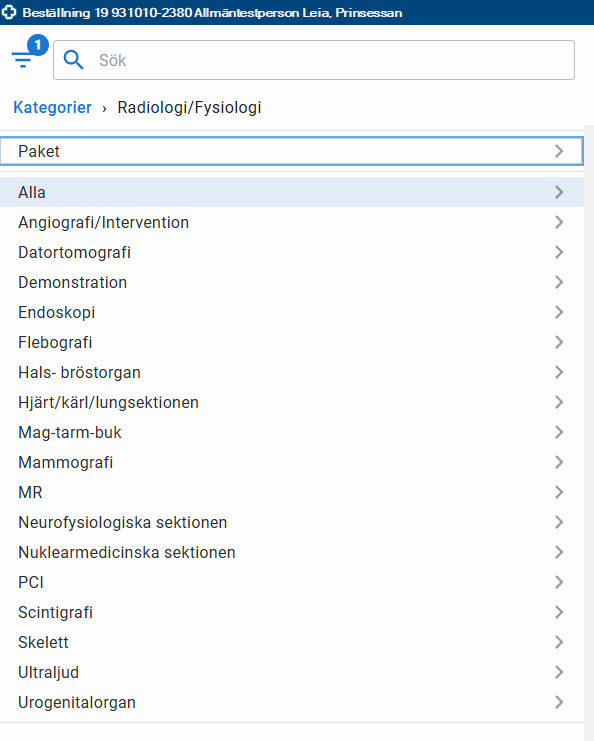 Beställning 19 931010-2380 Allmäntestperson Leia, Prinsessan
1
Sök
Kategorier › Radiologi/Fysiologi
Paket
Alla
Angiografi/Intervention
Datortomografi
Demonstration
Endoskopi
Flebografi
Hals- bröstorgan
Hjärt/kärl/lungsektionen
Mag-tarm-buk
Mammografi
MR
Neurofysiologiska sektionen
Nuklearmedicinska sektionen
PCI
Scintigrafi
Skelett
Ultraljud
Urogenitalorgan